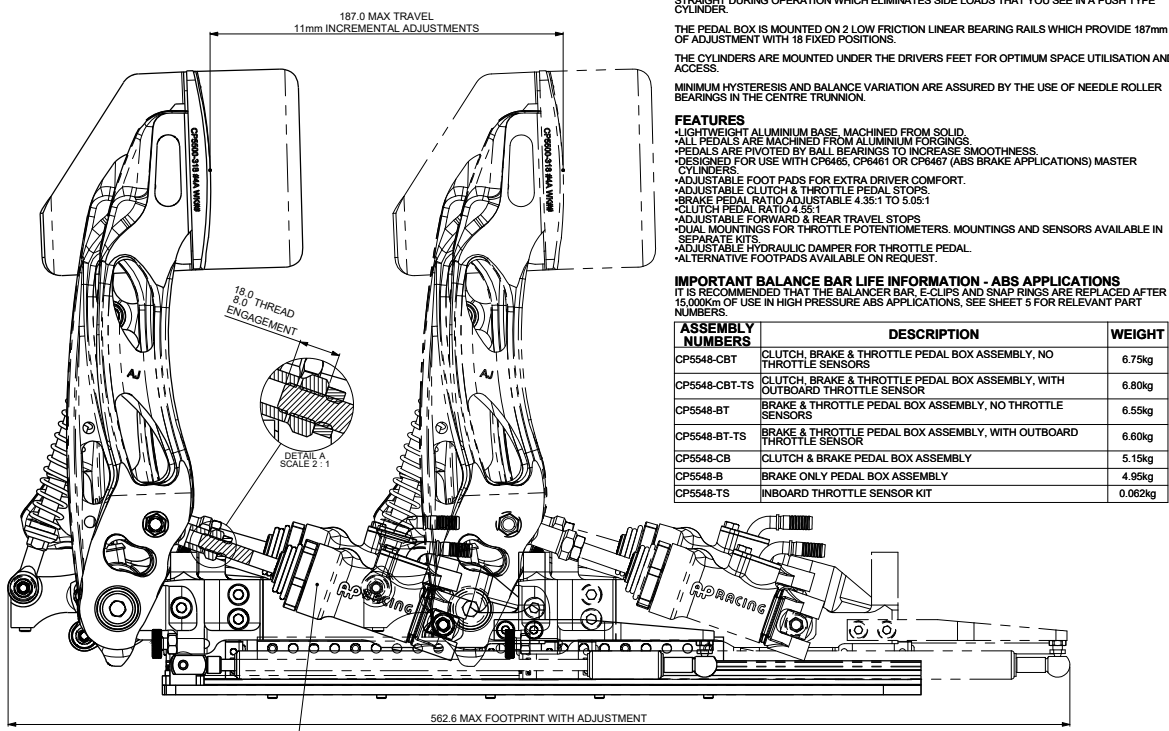 187.0 MAX TRAVEL
11mm INCREMENTAL ADJUSTMENTS
18.0 THREAD
8.0 ENGAGEMENT
DETAIL A
SCALE 2 : 1
AJ
AJ
AP RACING
AP RACING
562.6 MAX FOOTPRINT WITH ADJUSTMENT
STRAIGHT DURING OPERATION WHICH ELIMINATES SIDE LOADS THAT YOU SEE IN A PUSH TYPE
CYLINDER.
THE PEDAL BOX IS MOUNTED ON 2 LOW FRICTION LINEAR BEARING RAILS WHICH PROVIDE 187mm
OF ADJUSTMENT WITH 18 FIXED POSITIONS.
THE CYLINDERS ARE MOUNTED UNDER THE DRIVERS FEET FOR OPTIMUM SPACE UTILISATION AND
ACCESS.
MINIMUM HYSTERESIS AND BALANCE VARIATION ARE ASSURED BY THE USE OF NEEDLE ROLLER
BEARINGS IN THE CENTRE TRUNNION.
FEATURES
•LIGHTWEIGHT ALUMINIUM BASE, MACHINED FROM SOLID.
•ALL PEDALS ARE MACHINED FROM ALUMINIUM FORGINGS.
•PEDALS ARE PIVOTED BY BALL BEARINGS TO INCREASE SMOOTHNESS.
•DESIGNED FOR USE WITH CP6465, CP6461 OR CP6467 (ABS BRAKE APPLICATIONS) MASTER
CYLINDERS.
•ADJUSTABLE FOOT PADS FOR EXTRA DRIVER COMFORT.
•ADJUSTABLE CLUTCH & THROTTLE PEDAL STOPS.
•BRAKE PEDAL RATIO ADJUSTABLE 4.35:1 TO 5.05:1
•CLUTCH PEDAL RATIO 4.55:1
•ADJUSTABLE FORWARD & REAR TRAVEL STOPS
•DUAL MOUNTINGS FOR THROTTLE POTENTIOMETERS. MOUNTINGS AND SENSORS AVAILABLE IN
SEPARATE KITS.
•ADJUSTABLE HYDRAULIC DAMPER FOR THROTTLE PEDAL.
•ALTERNATIVE FOOTPADS AVAILABLE ON REQUEST.
IMPORTANT BALANCE BAR LIFE INFORMATION - ABS APPLICATIONS
IT IS RECOMMENDED THAT THE BALANCER BAR, E-CLIPS AND SNAP RINGS ARE REPLACED AFTER
15,000Km OF USE IN HIGH PRESSURE ABS APPLICATIONS, SEE SHEET 5 FOR RELEVANT PART
NUMBERS.
ASSEMBLY NUMBERS DESCRIPTION WEIGHT
CP5548-CBT CLUTCH, BRAKE & THROTTLE PEDAL BOX ASSEMBLY, NO THROTTLE SENSORS 6.75kg
CP5548-CBT-TS CLUTCH, BRAKE & THROTTLE PEDAL BOX ASSEMBLY, WITH OUTBOARD THROTTLE SENSOR 6.80kg
CP5548-BT BRAKE & THROTTLE PEDAL BOX ASSEMBLY, NO THROTTLE SENSORS 6.55kg
CP5548-BT-TS BRAKE & THROTTLE PEDAL BOX ASSEMBLY, WITH OUTBOARD THROTTLE SENSOR 6.60kg
CP5548-CB CLUTCH & BRAKE PEDAL BOX ASSEMBLY 5.15kg
CP5548-B BRAKE ONLY PEDAL BOX ASSEMBLY 4.95kg
CP5548-TS INBOARD THROTTLE SENSOR KIT 0.062kg